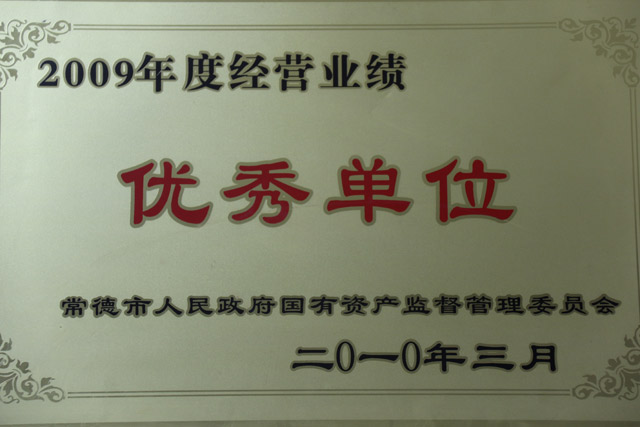 2009年度经营业绩
优秀单位
常德市人民政府国有资产监督管理委员会
二0一0年三月